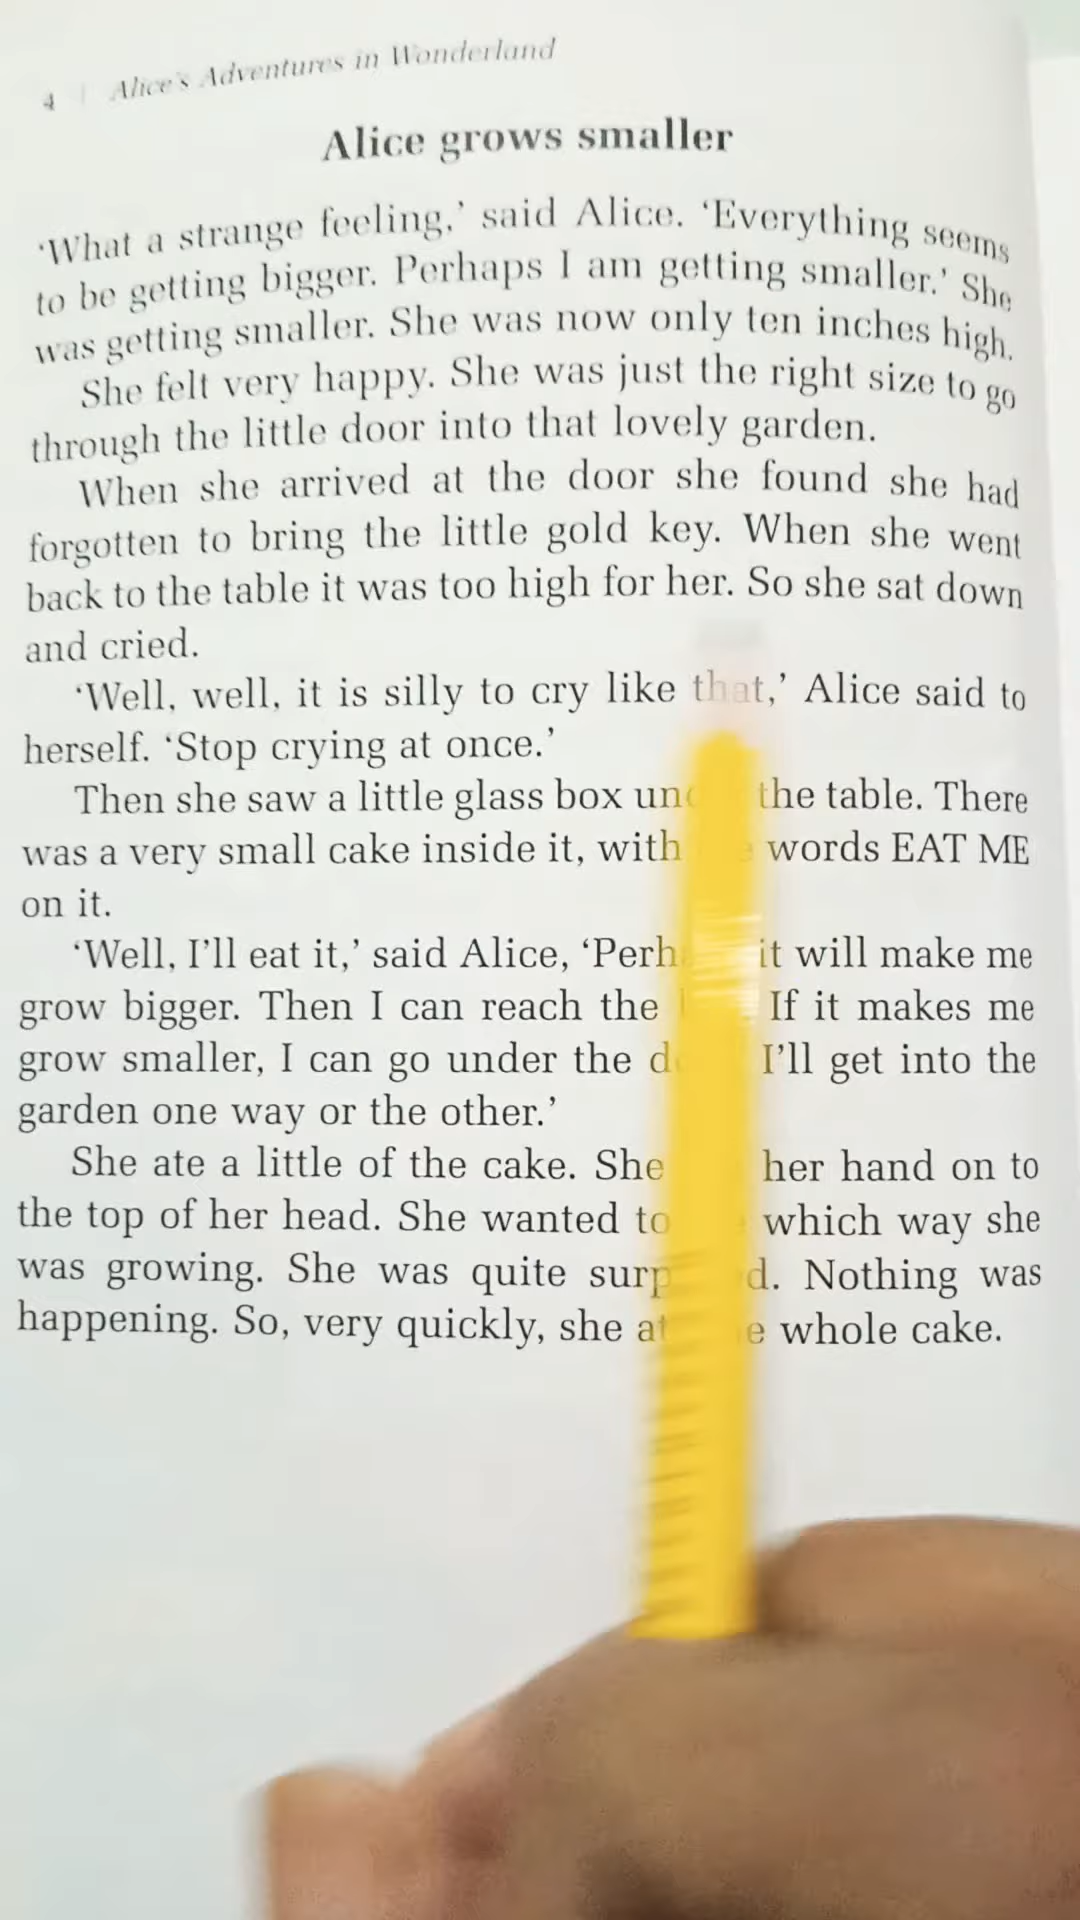 4 | Alice's Adventures in Wonderland
Alice grows smaller
‘What a strange feeling,’ said Alice. ‘Everything seems
to be getting bigger. Perhaps I am getting smaller.’ She
was getting smaller. She was now only ten inches high.
She felt very happy. She was just the right size to go
through the little door into that lovely garden.
When she arrived at the door she found she had
forgotten to bring the little gold key. When she went
back to the table it was too high for her. So she sat down
and cried.
‘Well, well, it is silly to cry like that,’ Alice said to
herself. ‘Stop crying at once.’
Then she saw a little glass box the table. There
was a very small cake inside it, with words EAT ME
on it.
‘Well, I’ll eat it,’ said Alice, it will make me
grow bigger. Then I can reach the If it makes me
grow smaller, I can go under the I’ll get into the
garden one way or the other.’
She ate a little of the cake. She her hand on to
the top of her head. She wanted to which way she
was growing. She was quite Nothing was
happening. So, very quickly, she whole cake.